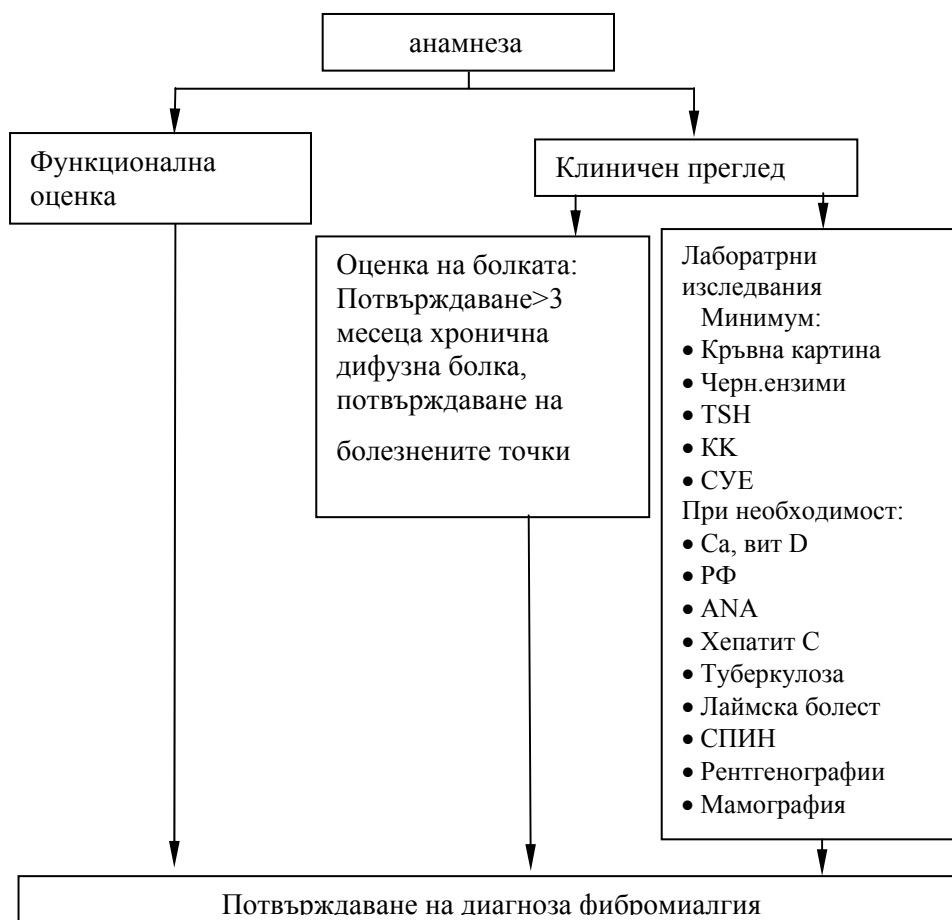 анамнеза
Функционална
оценка
Клиничен преглед
Оценка на болката:
Потвърждаване>3
месеца хронична
дифузна болка,
потвърждаване на
болезнените точки
Лаборатрни
изследвания
Минимум:
• Кръвна картина
• Черн.ензими
• TSH
• КК
• СУЕ
При необходимост:
• Ca, вит D
• РФ
• ANA
• Хепатит С
• Туберкулоза
• Лаймска болест
• СПИН
• Рентгенографии
• Мамография
Потвърждаване на диагноза фибромиалгия